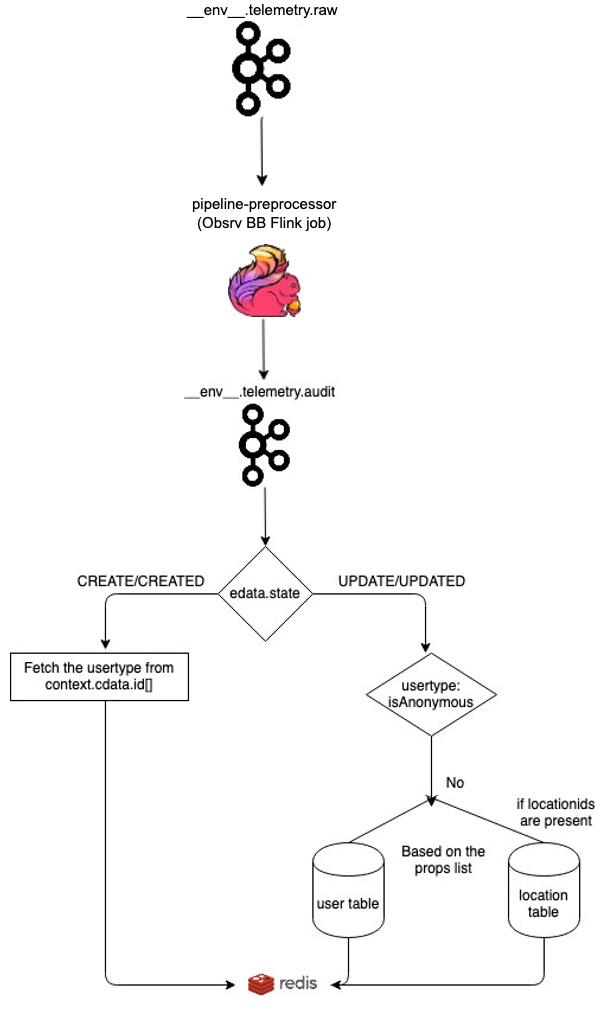 __env__.telemetry.raw
pipeline-preprocessor
(Obsrv BB Flink job)
__env__.telemetry.audit
edata.state
CREATE/CREATED
UPDATE/UPDATED
Fetch the usertype from
context.cdata.id[]
usertype:
isAnonymous
No
if locationids
are present
Based on the
props list
user table
location
table
redis